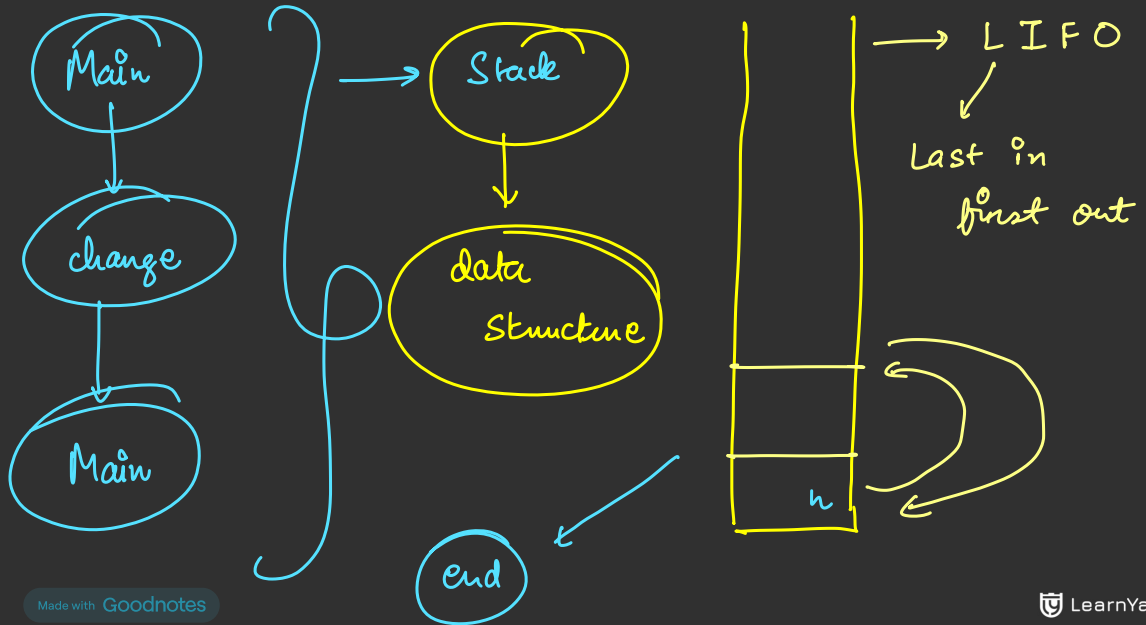 Main
change
Main
Stack
data
Structure
end
n
LIFO
Last in
first out
Made with Goodnotes
LearnYa